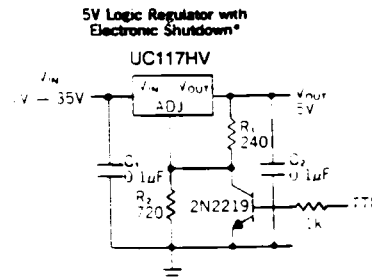 5V Logic Regulator with
Electronic Shutdown*
UC117HV
VIN
V – 35V
VIN
VOUT
ADJ
VOUT
5V
R1
240
C1
0.1µF
C2
0.1µF
R2
720
2N2219
1k